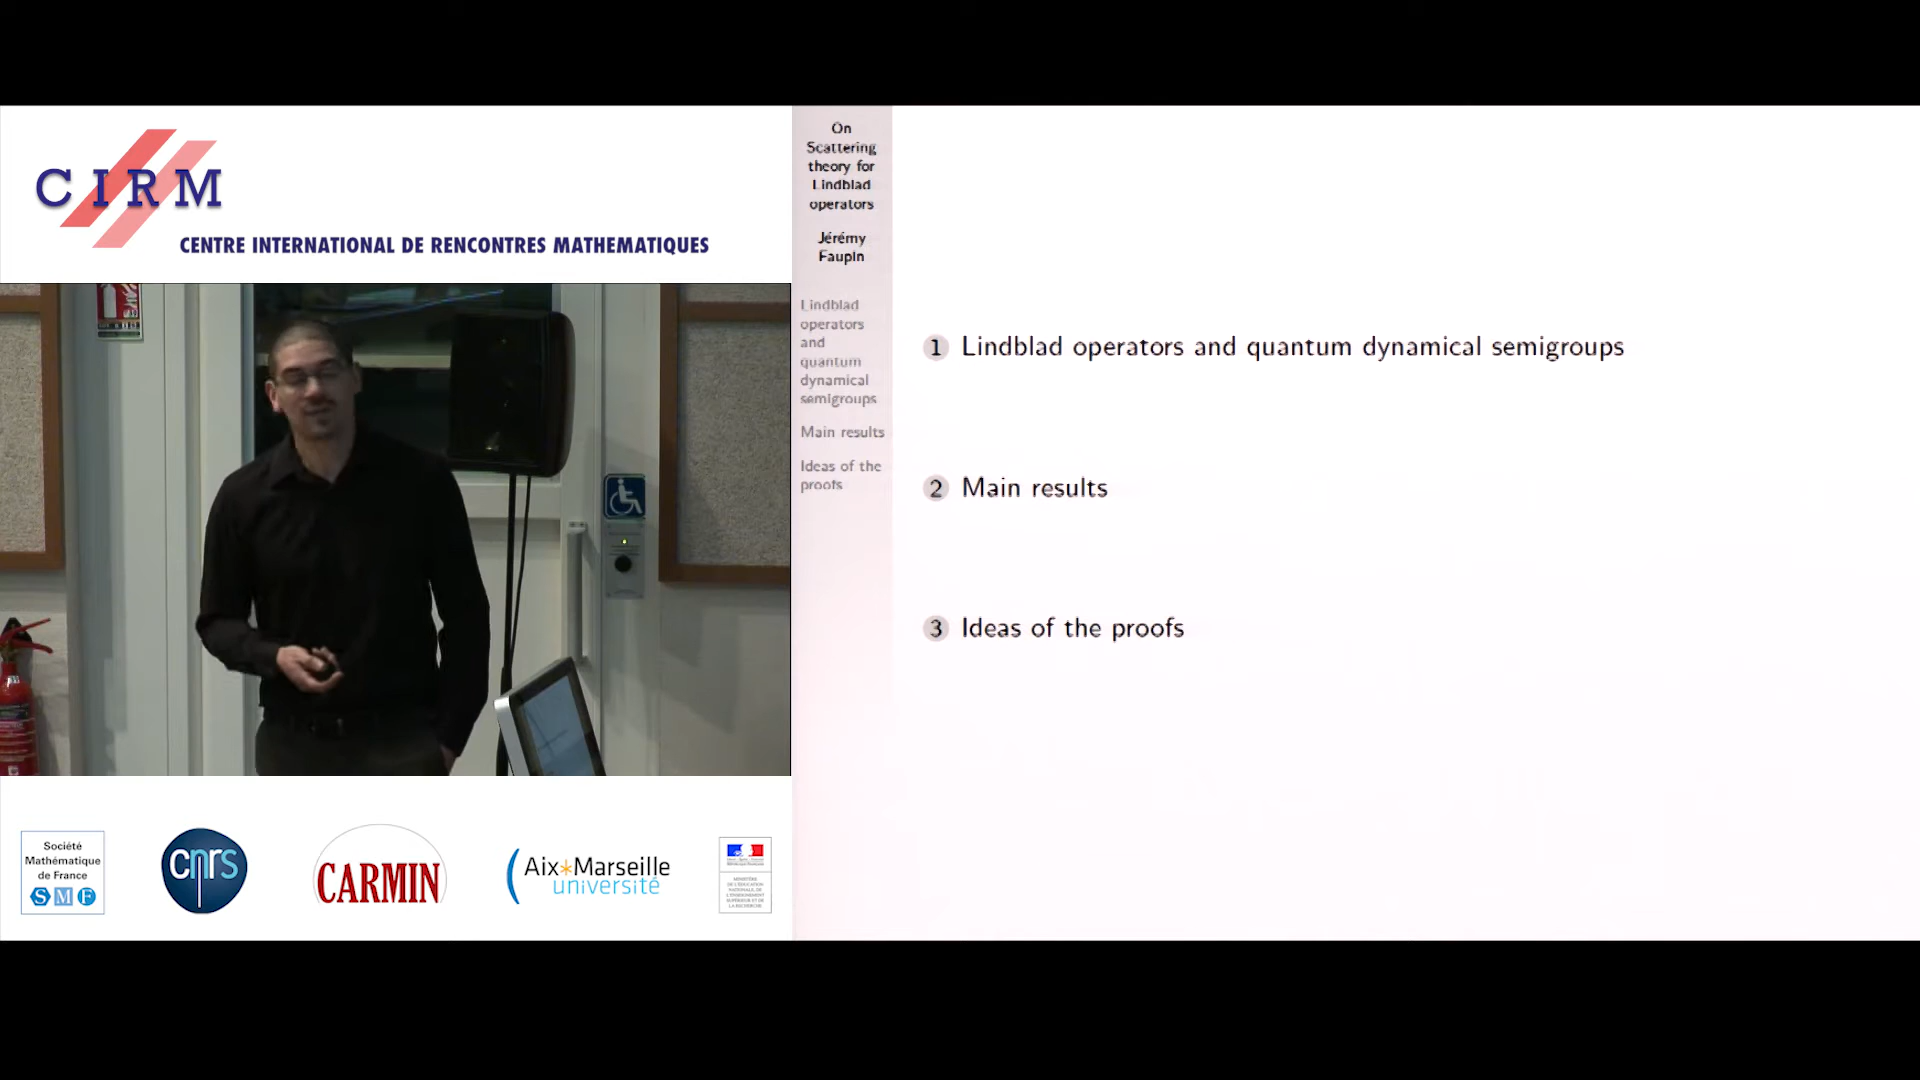 CIRM
CENTRE INTERNATIONAL DE RENCONTRES MATHEMATIQUES
On
Scattering
theory for
Lindblad
operators
Jérémy
Faupin
Lindblad
operators
and
quantum
dynamical
semigroups
Main results
Ideas of the
proofs
1 Lindblad operators and quantum dynamical semigroups
2 Main results
3 Ideas of the proofs
Société
Mathématique
de France
SMF
cnrs
CARMIN
Aix*Marseille
université